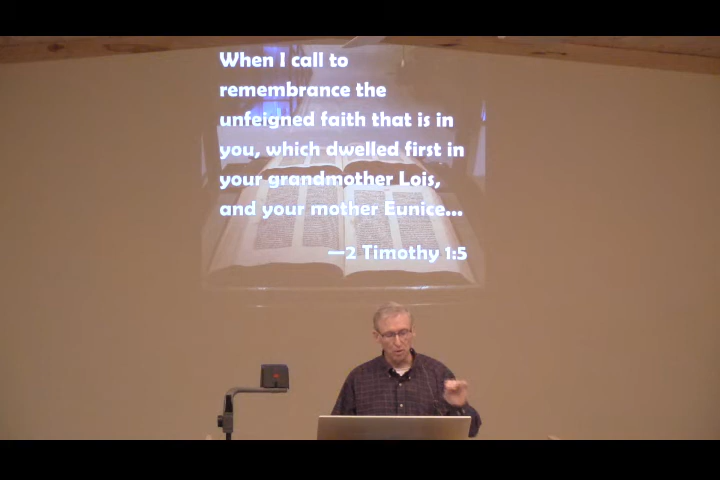 When I call to
remembrance the
unfeigned faith that is in
you, which dwelled first in
your grandmother Lois,
and your mother Eunice...
—2 Timothy 1:5